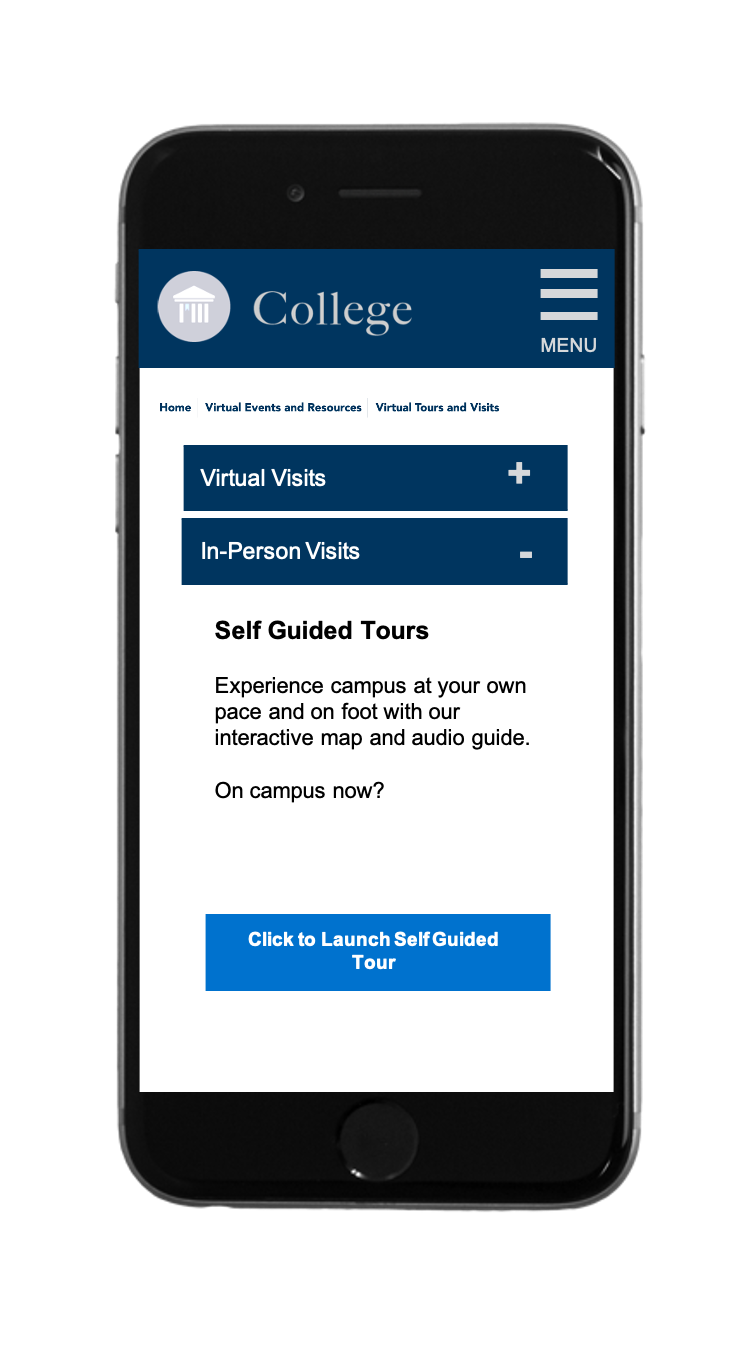 College
MENU
Home Virtual Events and Resources Virtual Tours and Visits
Virtual Visits +
In-Person Visits -
Self Guided Tours
Experience campus at your own
pace and on foot with our
interactive map and audio guide.
On campus now?
Click to Launch Self Guided
Tour